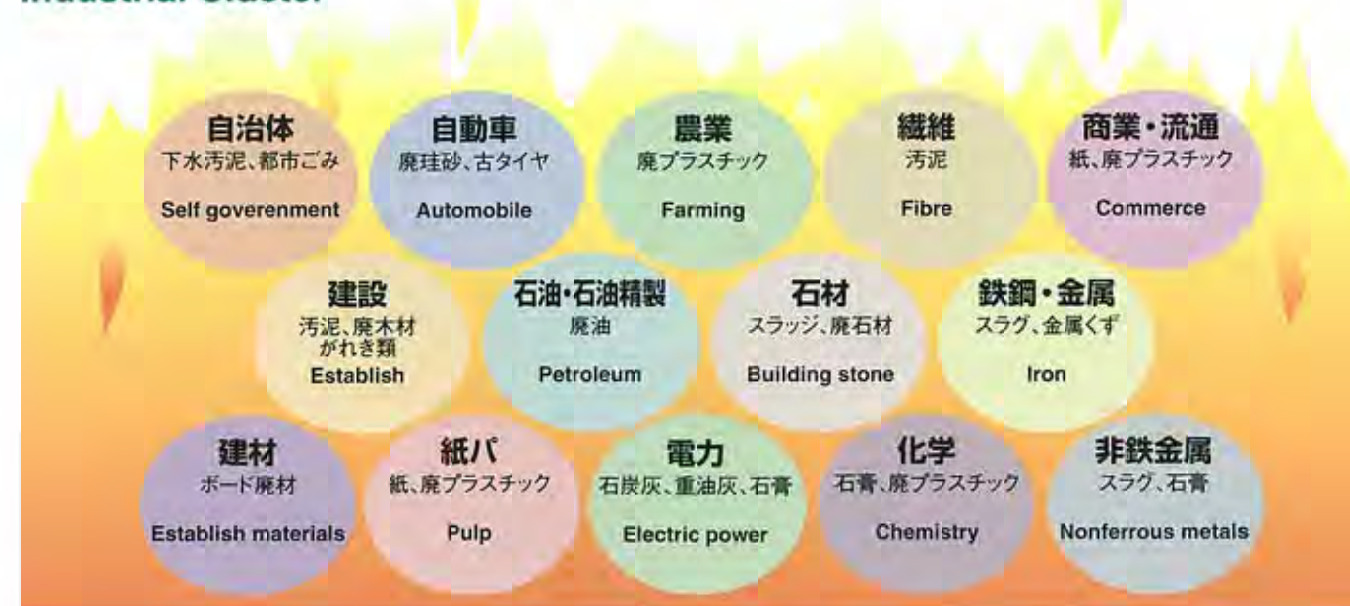 自治体
下水汚泥、都市ごみ
Self goverenment
自動車
廃珪砂、古タイヤ
Automobile
農業
廃プラスチック
Farming
繊維
汚泥
Fibre
商業・流通
紙、廃プラスチック
Commerce
建設
汚泥、廃木材
がれき類
Establish
石油・石油精製
廃油
Petroleum
石材
スラッジ、廃石材
Building stone
鉄鋼・金属
スラグ、金属くず
Iron
建材
ボード廃材
Establish materials
紙パ
紙、廃プラスチック
Pulp
電力
石炭灰、重油灰、石膏
Electric power
化学
石膏、廃プラスチック
Chemistry
非鉄金属
スラグ、石膏
Nonferrous metals